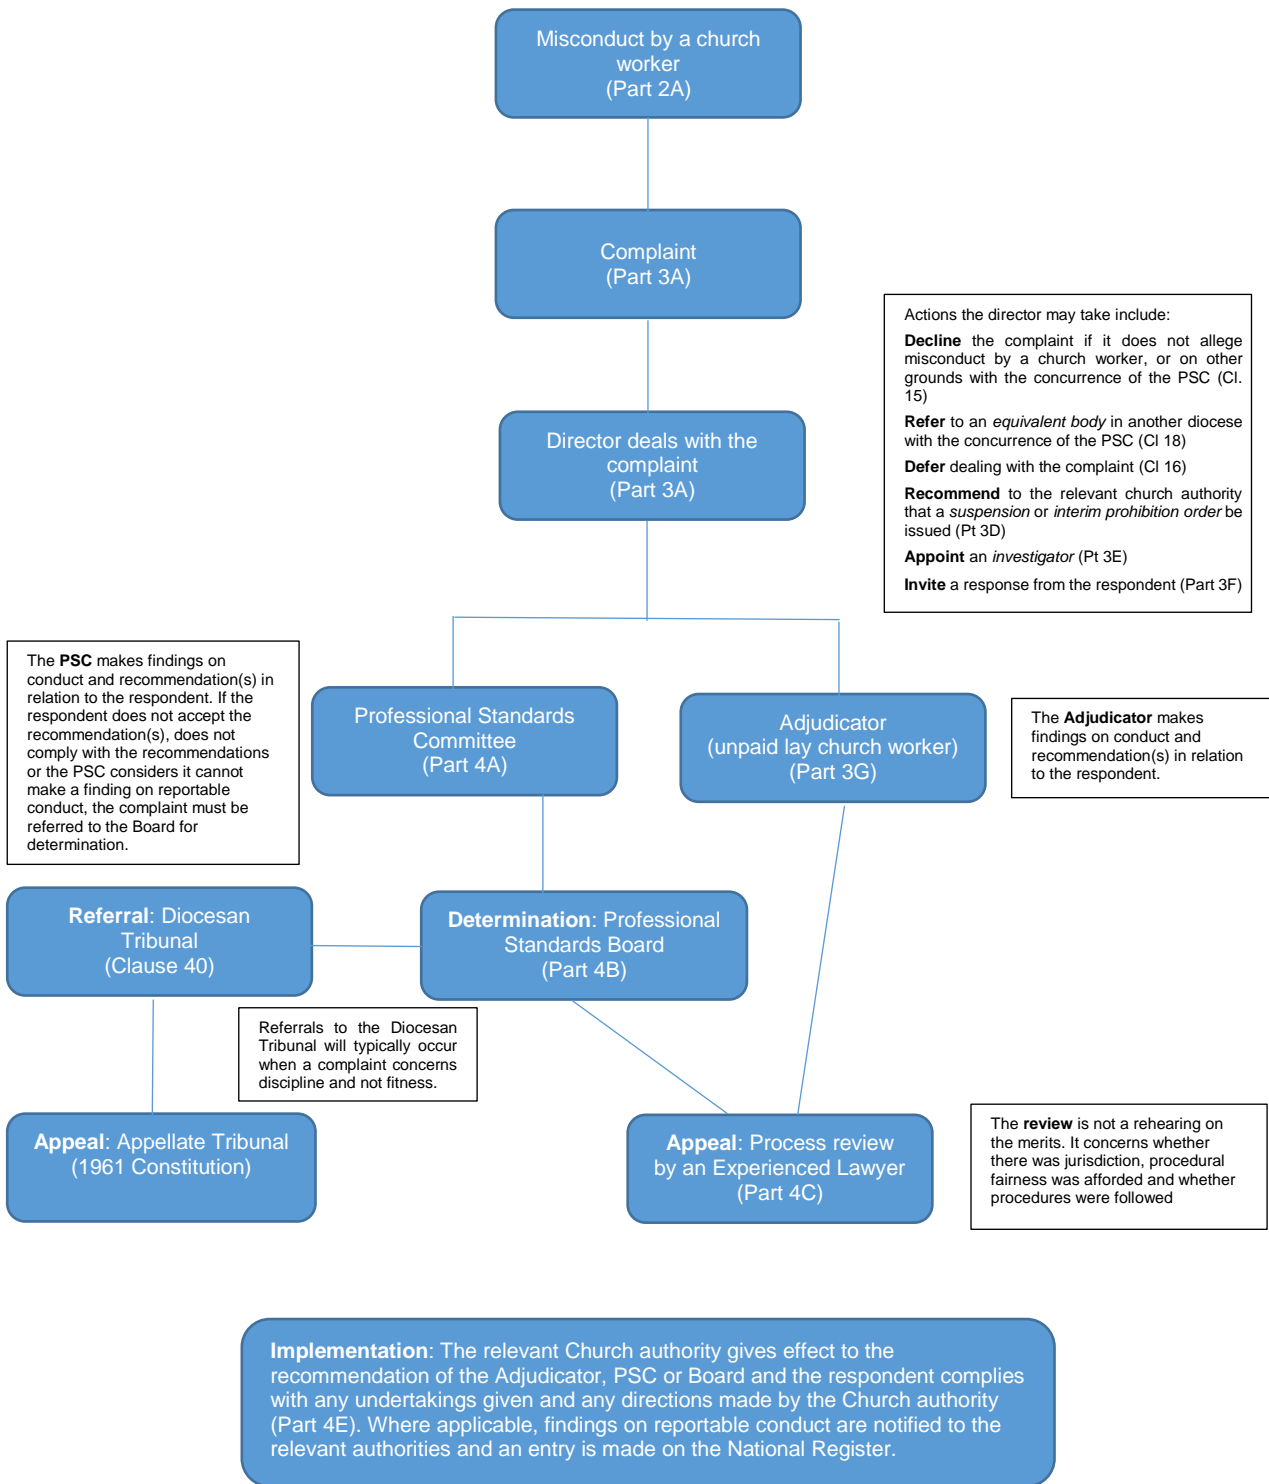 Misconduct by a church
worker
(Part 2A)
Complaint
(Part 3A)
Actions the director may take include:
Decline the complaint if it does not allege
misconduct by a church worker, or on other
grounds with the concurrence of the PSC (Cl.
15)
Refer to an equivalent body in another diocese
with the concurrence of the PSC (Cl 18)
Defer dealing with the complaint (Cl 16)
Recommend to the relevant church authority
that a suspension or interim prohibition order be
issued (Pt 3D)
Appoint an investigator (Pt 3E)
Invite a response from the respondent (Part 3F)
Director deals with the
complaint
(Part 3A)
The PSC makes findings on
conduct and recommendation(s) in
relation to the respondent. If the
respondent does not accept the
recommendation(s), does not
comply with the recommendations
or the PSC considers it cannot
make a finding on reportable
conduct, the complaint must be
referred to the Board for
determination.
Professional Standards
Committee
(Part 4A)
Adjudicator
(unpaid lay church worker)
(Part 3G)
The Adjudicator makes
findings on conduct and
recommendation(s) in relation
to the respondent.
Referral: Diocesan
Tribunal
(Clause 40)
Determination: Professional
Standards Board
(Part 4B)
Referrals to the Diocesan
Tribunal will typically occur
when a complaint concerns
discipline and not fitness.
Appeal: Appellate Tribunal
(1961 Constitution)
Appeal: Process review
by an Experienced Lawyer
(Part 4C)
The review is not a rehearing on
the merits. It concerns whether
there was jurisdiction, procedural
fairness was afforded and whether
procedures were followed
Implementation: The relevant Church authority gives effect to the
recommendation of the Adjudicator, PSC or Board and the respondent complies
with any undertakings given and any directions made by the Church authority
(Part 4E). Where applicable, findings on reportable conduct are notified to the
relevant authorities and an entry is made on the National Register.